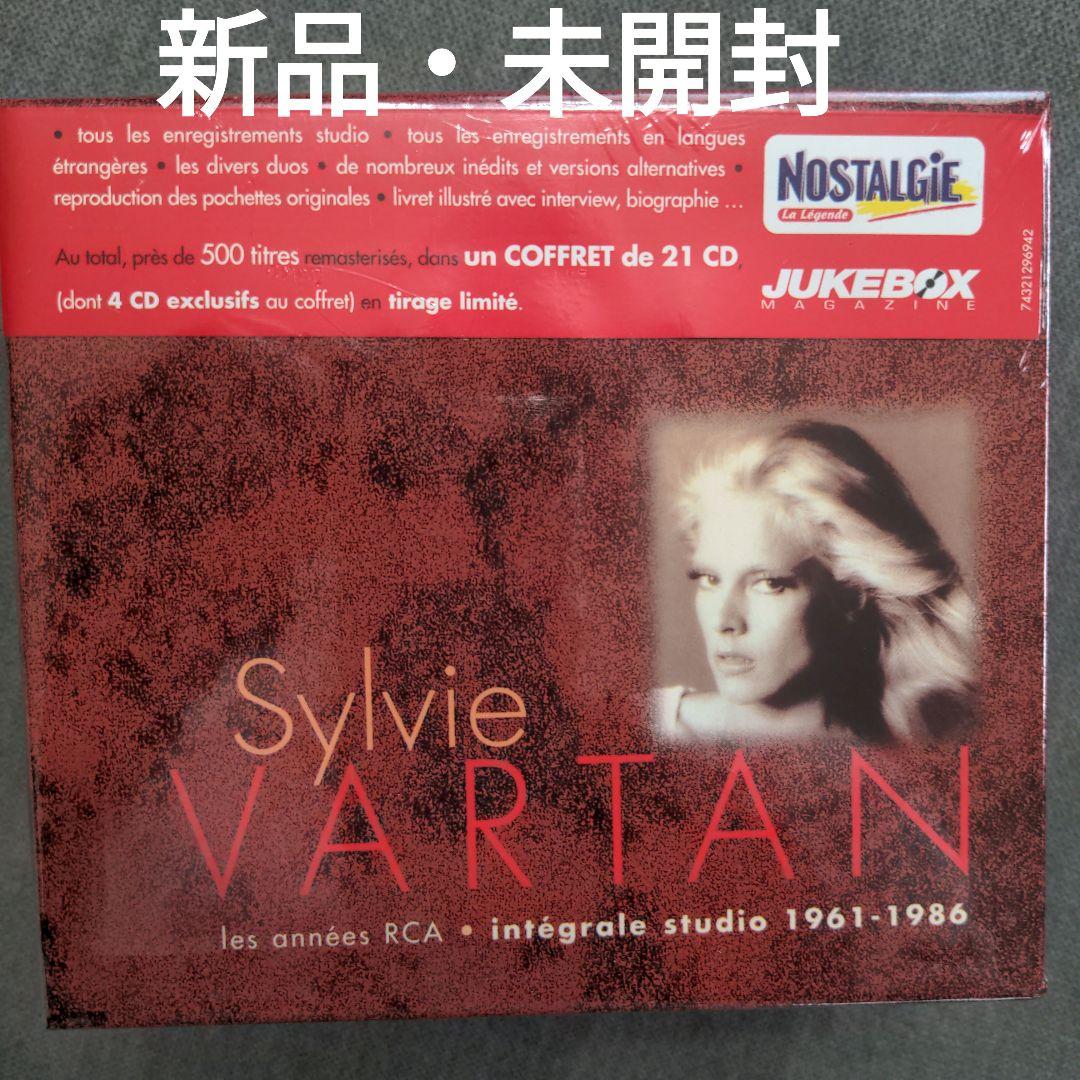 新品・未開封
• tous les enregistrements studio • tous les enregistrements en langues
étrangères • les divers duos • de nombreux inédits et versions alternatives •
reproduction des pochettes originales • livret illustré avec interview, biographie ...
Au total, près de 500 titres remasterisés, dans un COFFRET de 21 CD,
(dont 4 CD exclusifs au coffret) en tirage limité.
NOSTALGiE
La Légende
JUKEBOX
MAGAZINE
74321296942
Sylvie
VARTAN
les années RCA • intégrale studio 1961-1986